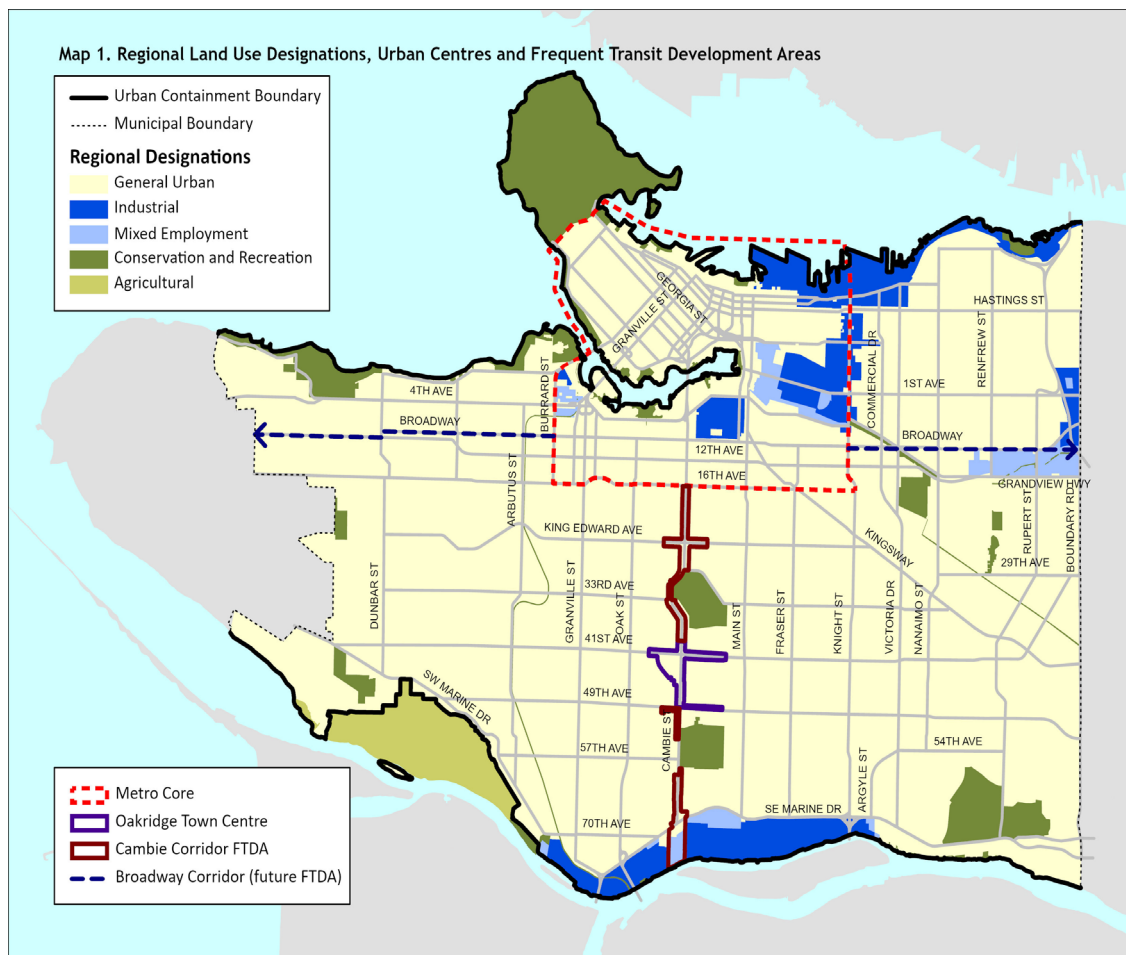 Map 1. Regional Land Use Designations, Urban Centres and Frequent Transit Development Areas
Urban Containment Boundary
Municipal Boundary
Regional Designations
General Urban
Industrial
Mixed Employment
Conservation and Recreation
Agricultural
GEORGIA ST
GRANVILLE ST
HASTINGS ST
RENFREW ST
COMMERCIAL DR
1ST AVE
4TH AVE
BURRARD ST
BROADWAY
BROADWAY
12TH AVE
16TH AVE
GRANDVIEW HWY
ARBUTUS ST
KING EDWARD AVE
KINGSWAY
RUPERT ST
BOUNDARY RD
29TH AVE
33RD AVE
DUNBAR ST
GRANVILLE ST
OAK ST
MAIN ST
FRASER ST
KNIGHT ST
VICTORIA DR
NANAIMO ST
41ST AVE
49TH AVE
SW MARINE DR
CAMBIE ST
57TH AVE
54TH AVE
ARGYLE ST
SE MARINE DR
70TH AVE
Metro Core
Oakridge Town Centre
Cambie Corridor FTDA
Broadway Corridor (future FTDA)